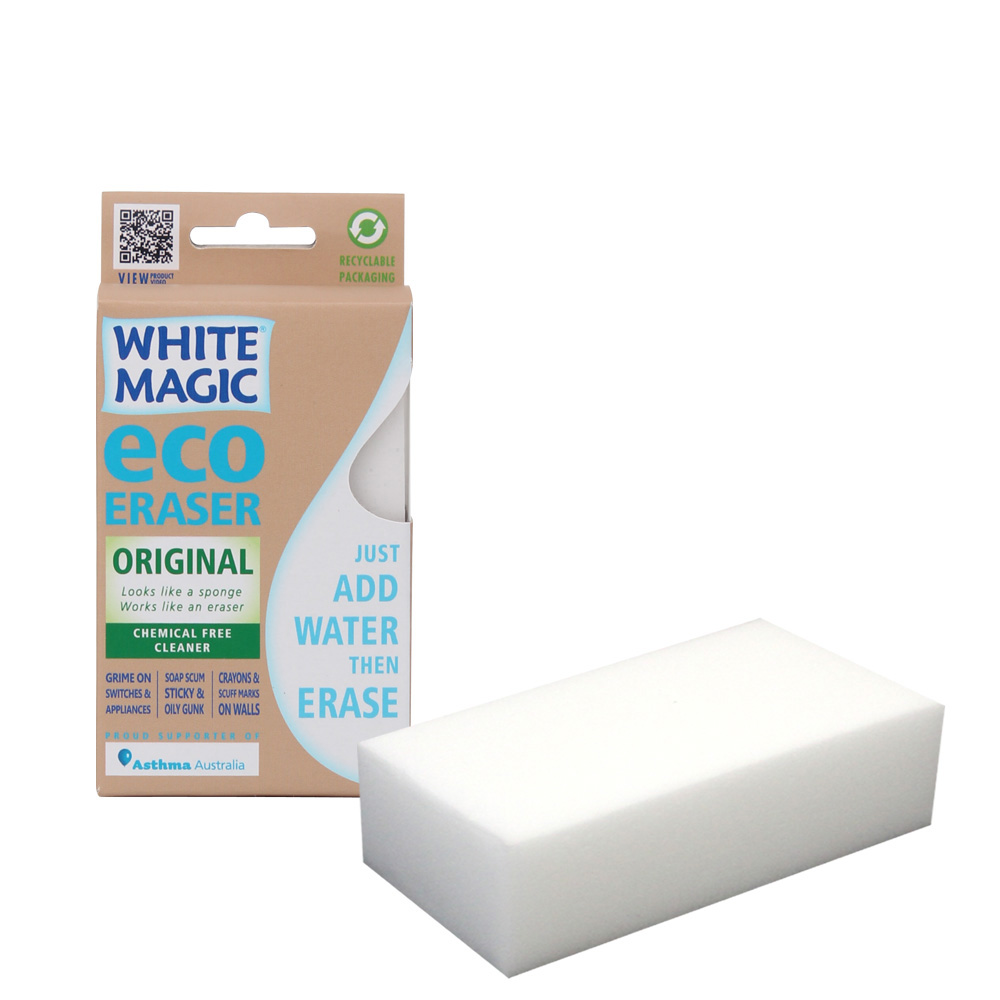 VIEW PRODUCT VIDEO
RECYCLABLE
PACKAGING
WHITE
MAGIC®
eco
ERASER
ORIGINAL
Looks like a sponge
Works like an eraser
CHEMICAL FREE
CLEANER
GRIME ON
SWITCHES &
APPLIANCES
SOAP SCUM
STICKY &
OILY GUNK
CRAYONS &
SCUFF MARKS
ON WALLS
PROUD SUPPORTER OF
Asthma Australia
JUST
ADD
WATER
THEN
ERASE